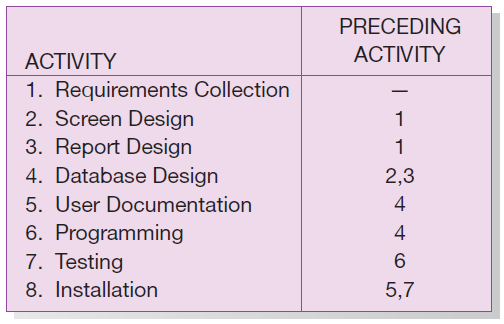 ACTIVITY PRECEDING ACTIVITY
1. Requirements Collection —
2. Screen Design 1
3. Report Design 1
4. Database Design 2,3
5. User Documentation 4
6. Programming 4
7. Testing 6
8. Installation 5,7